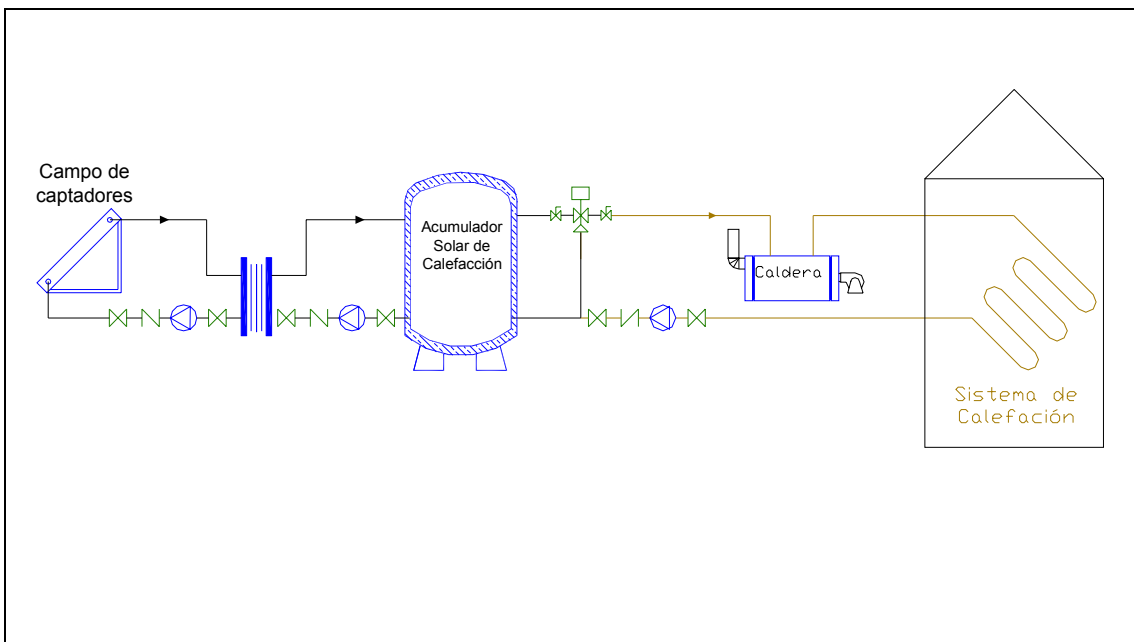 Campo de
captadores
Acumulador
Solar de
Calefacción
Caldera
Sistema de
Calefación